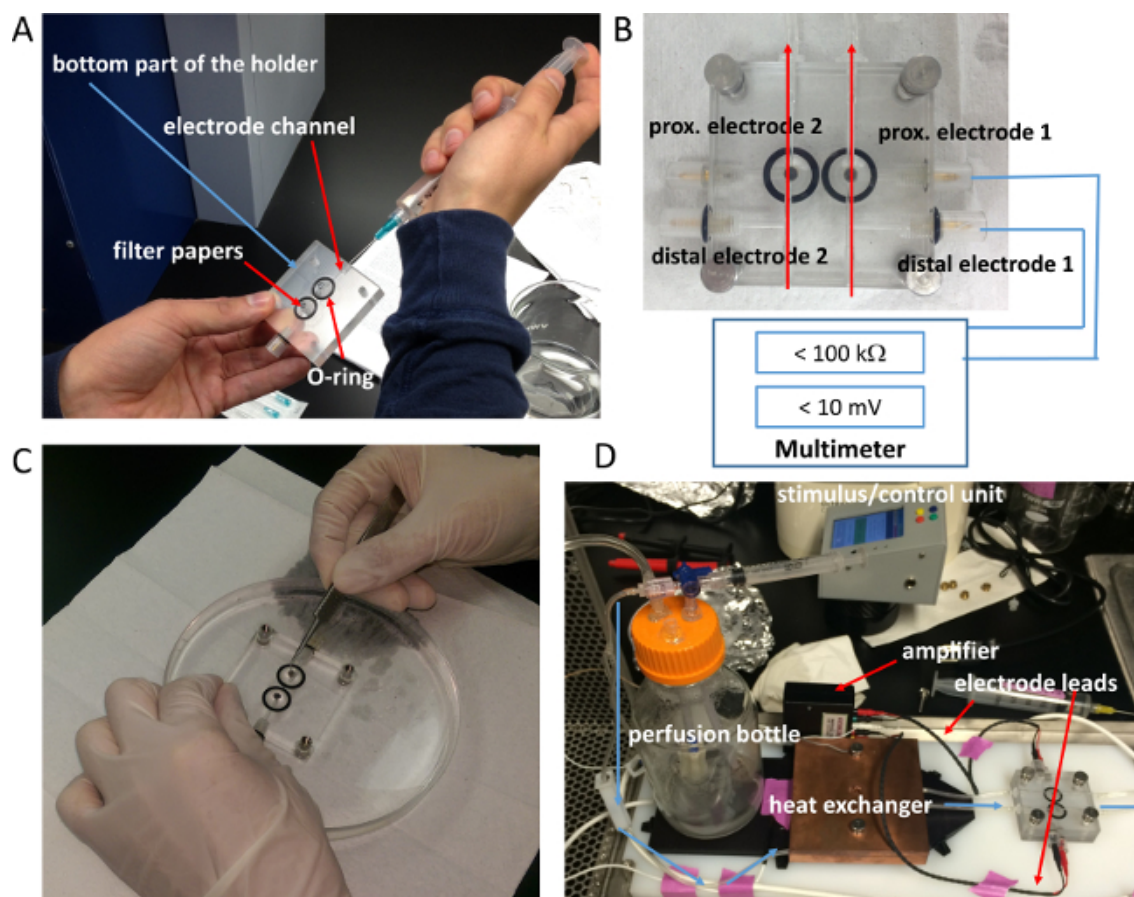 A
bottom part of the holder
electrode channel
filter papers
O-ring
B
prox. electrode 2
prox. electrode 1
distal electrode 2
distal electrode 1
< 100 kΩ
< 10 mV
Multimeter
C
D
stimulus/control unit
amplifier
electrode leads
perfusion bottle
heat exchanger